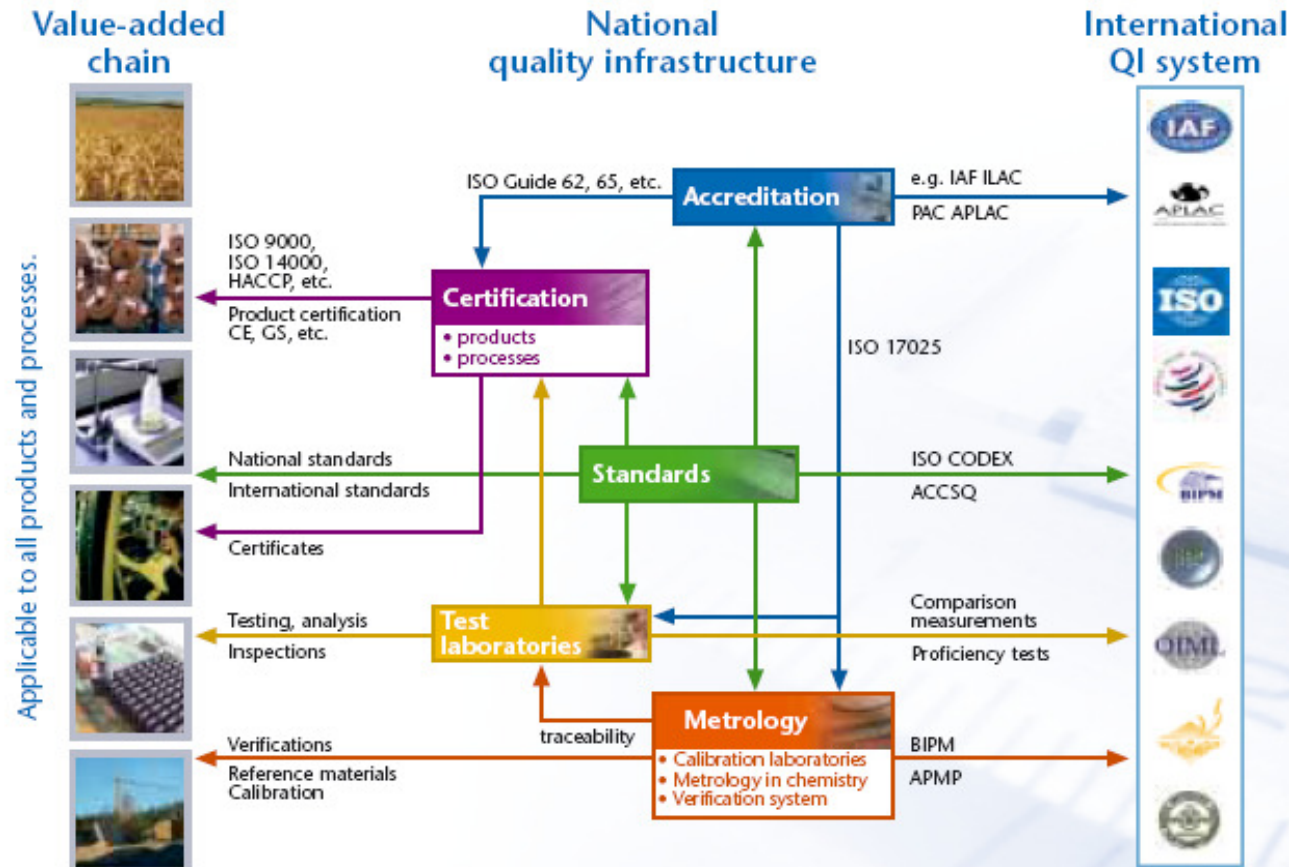 Value-added
chain
National
quality infrastructure
International
QI system
Applicable to all products and processes.
ISO Guide 62, 65, etc.
Accreditation
e.g. IAF ILAC
PAC APLAC
ISO 9000,
ISO 14000,
HACCP, etc.
Product certification
CE, GS, etc.
Certification
• products
• processes
ISO 17025
National standards
International standards
Standards
ISO CODEX
ACCSQ
Certificates
Testing, analysis
Inspections
Test
laboratories
Comparison
measurements
Proficiency tests
traceability
Metrology
• Calibration laboratories
• Metrology in chemistry
• Verification system
Verifications
Reference materials
Calibration
BIPM
APMP
IAF
APLAC
ISO
BIPM
OIML